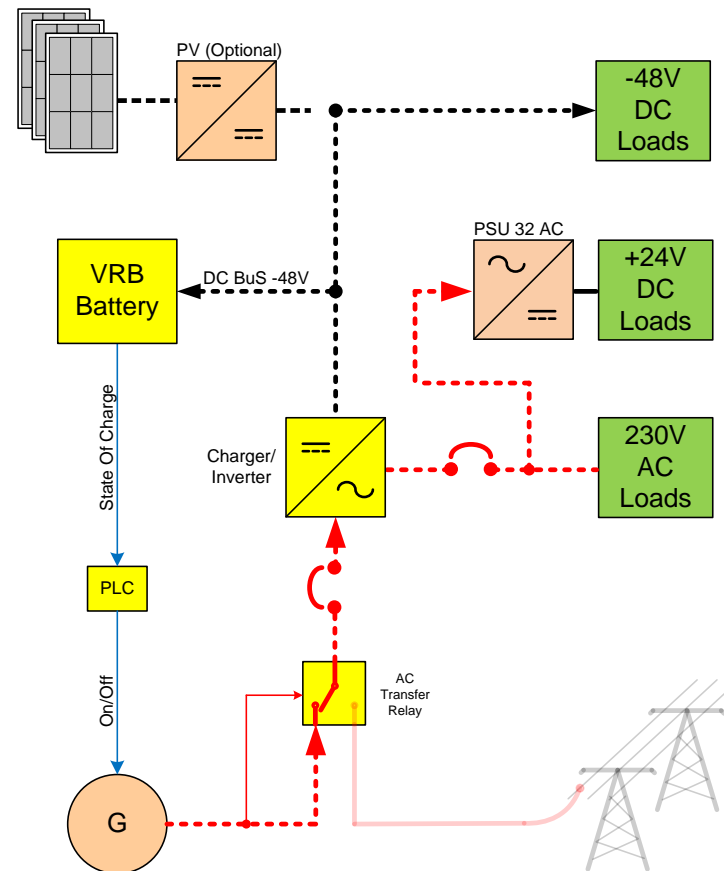 PV (Optional)
-48V
DC
Loads
PSU 32 AC
+24V
DC
Loads
VRB
Battery
DC BuS -48V
State Of Charge
Charger/
Inverter
230V
AC
Loads
PLC
On/Off
AC
Transfer
Relay
G